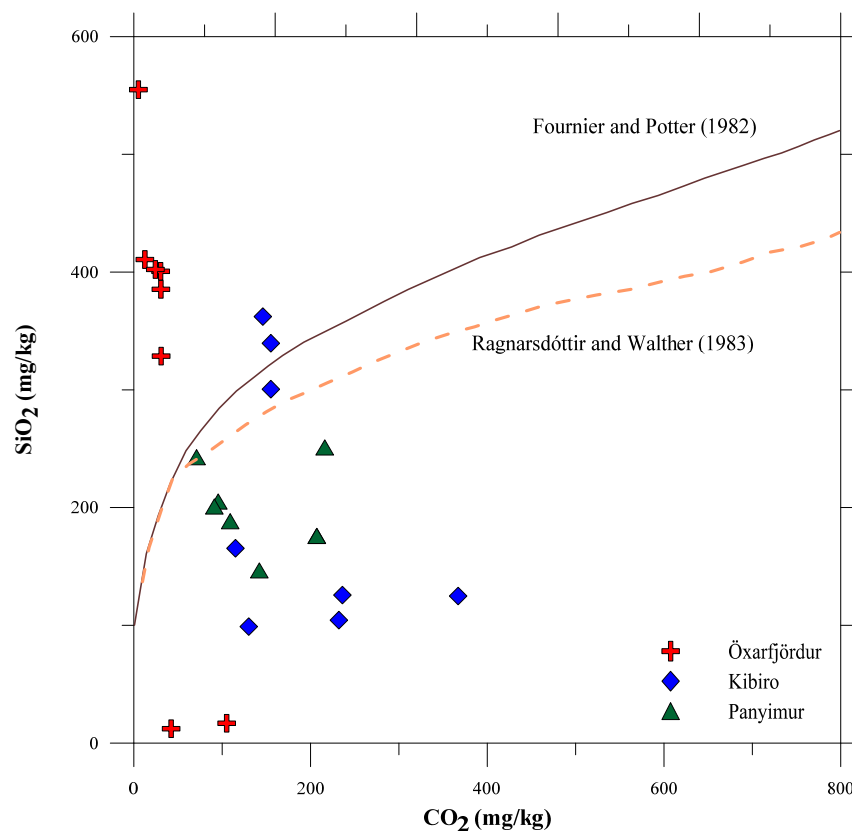 600
Fournier and Potter (1982)
400
Ragnarsdóttir and Walther (1983)
SiO2 (mg/kg)
200
Öxarfjördur
Kibiro
Panyimur
0
0 200 400 600 800
CO2 (mg/kg)